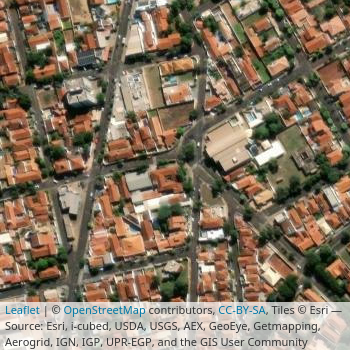 Leaflet | © OpenStreetMap contributors, CC-BY-SA, Tiles © Esri —
Source: Esri, i-cubed, USDA, USGS, AEX, GeoEye, Getmapping,
Aerogrid, IGN, IGP, UPR-EGP, and the GIS User Community